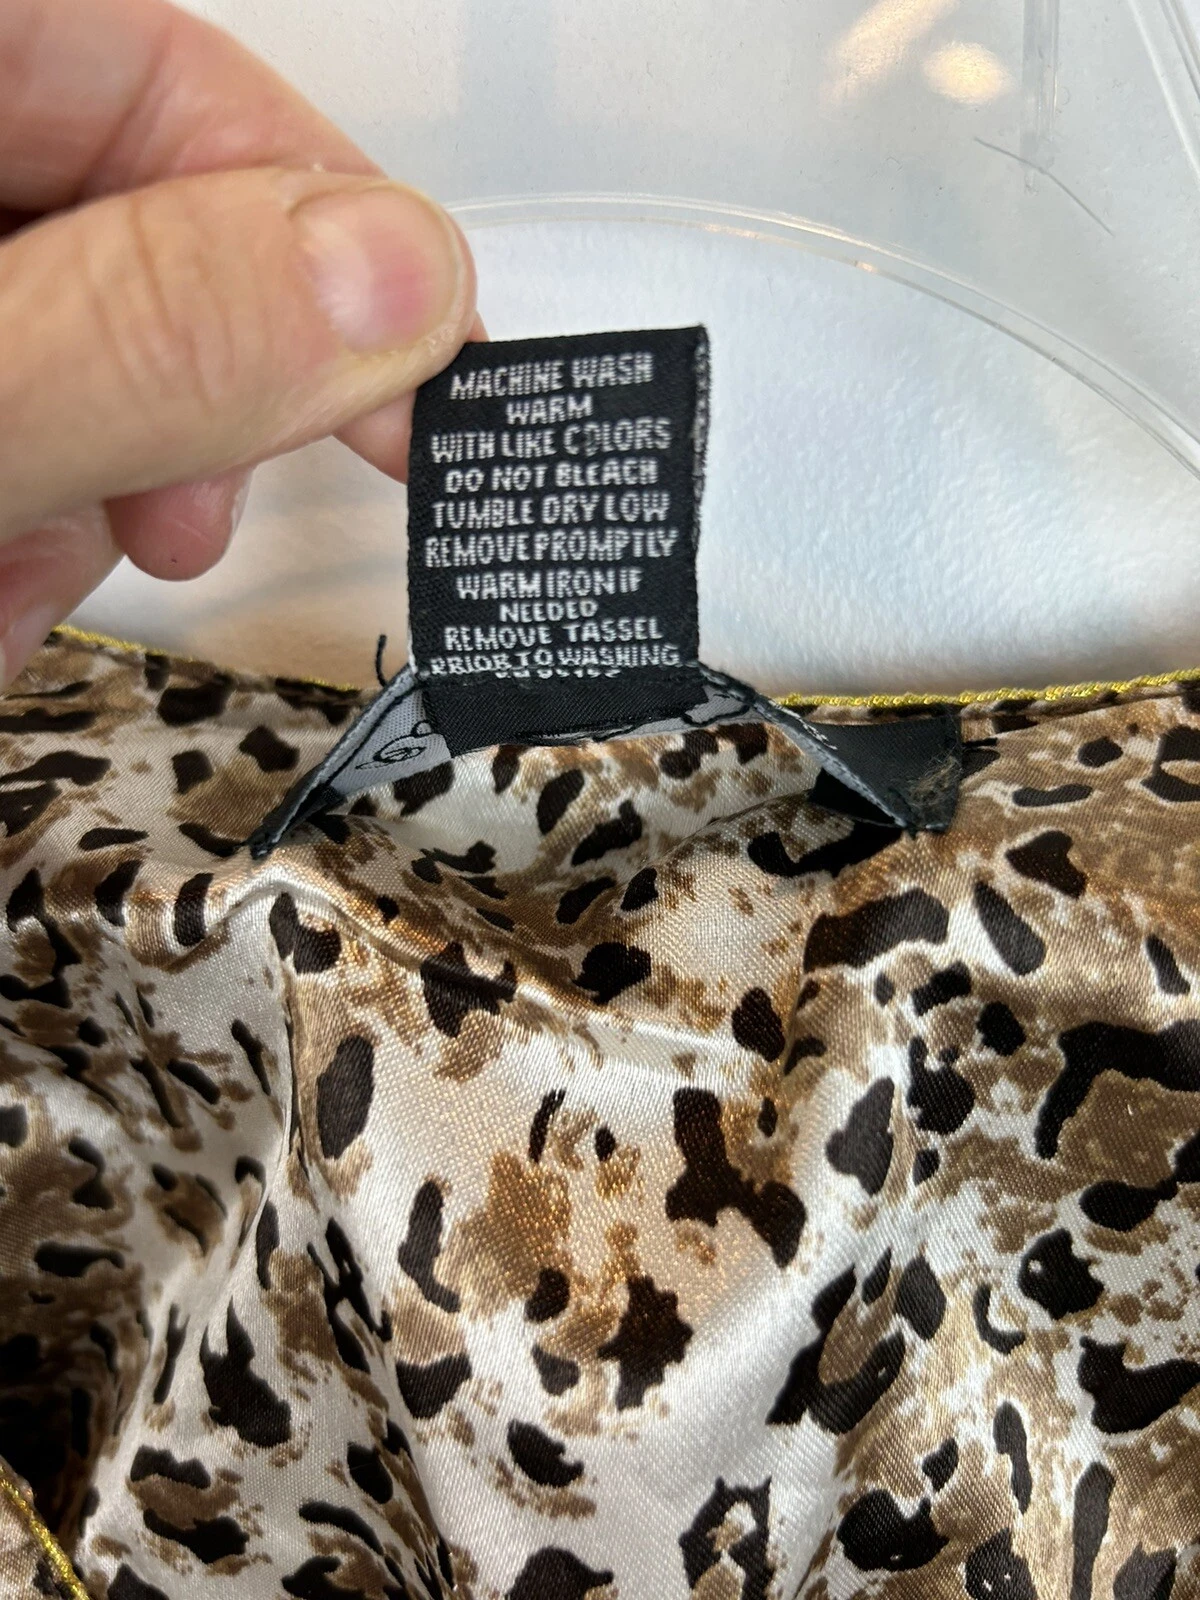 MACHINE WASH
WARM
WITH LIKE COLORS
DO NOT BLEACH
TUMBLE DRY LOW
REMOVE PROMPTLY
WARM IRON IF
NEEDED
REMOVE TASSEL
PRIOR TO WASHING